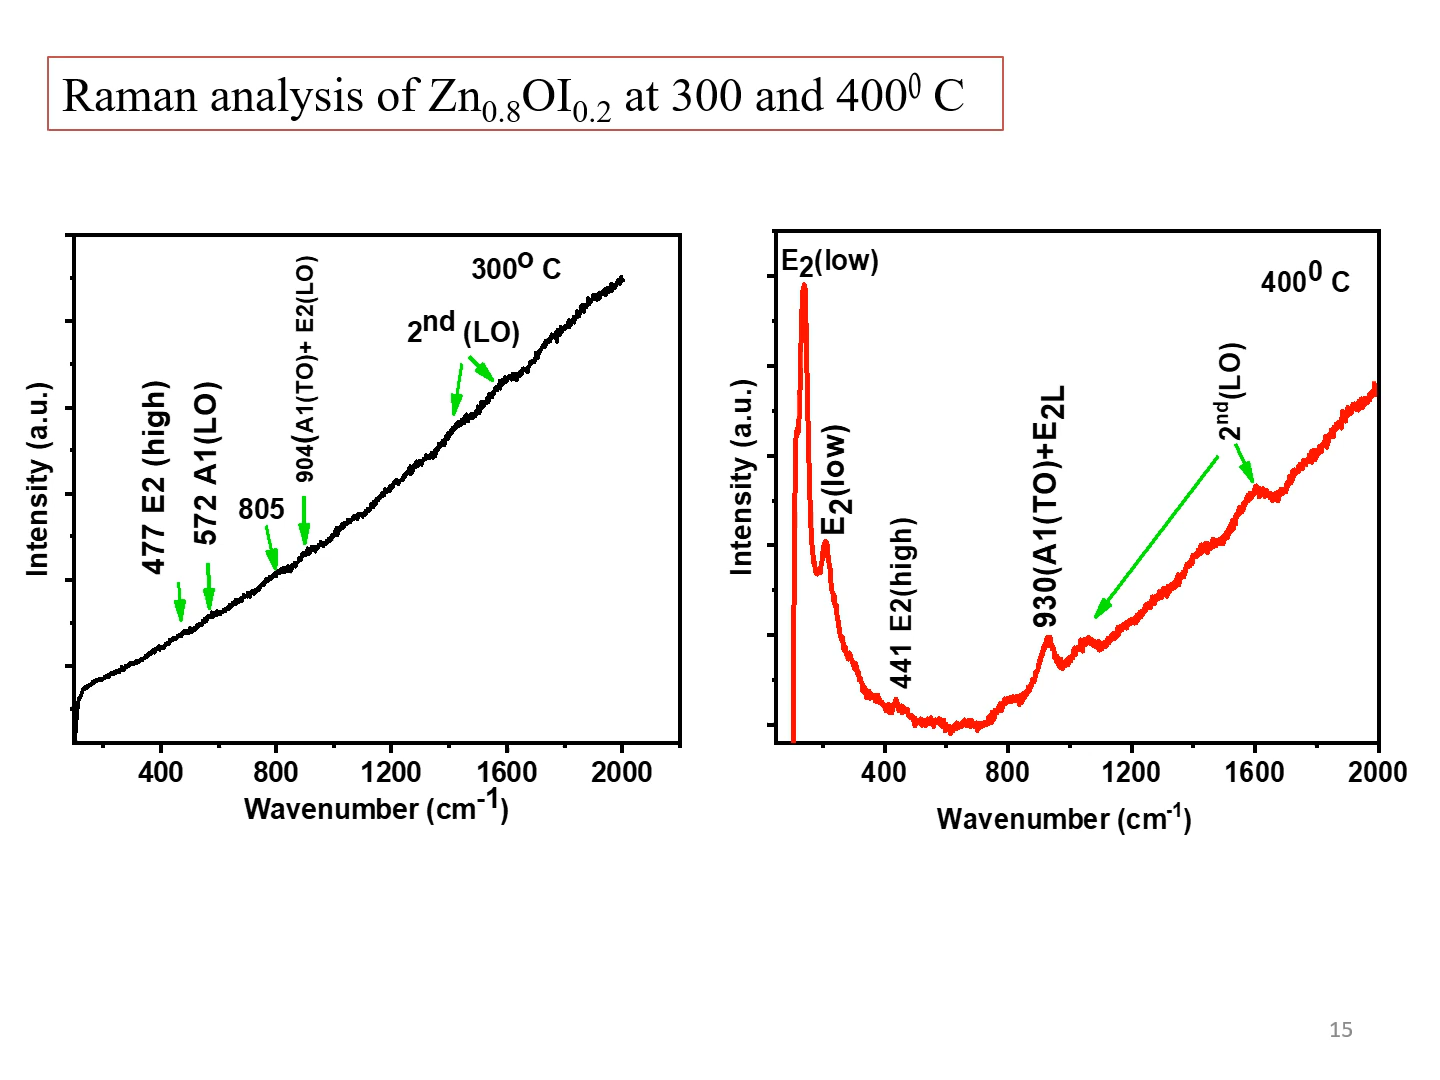 Raman analysis of Zn0.8OI0.2 at 300 and 400⁰ C
Intensity (a.u.)
477 E2 (high)
572 A1(LO)
805
904(A1(TO)+ E2(LO)
2nd (LO)
300o C
400 800 1200 1600 2000
Wavenumber (cm-1)
Intensity (a.u.)
E2(low)
E2(low)
441 E2(high)
930(A1(TO)+E2L
2nd(LO)
4000 C
400 800 1200 1600 2000
Wavenumber (cm-1)
15